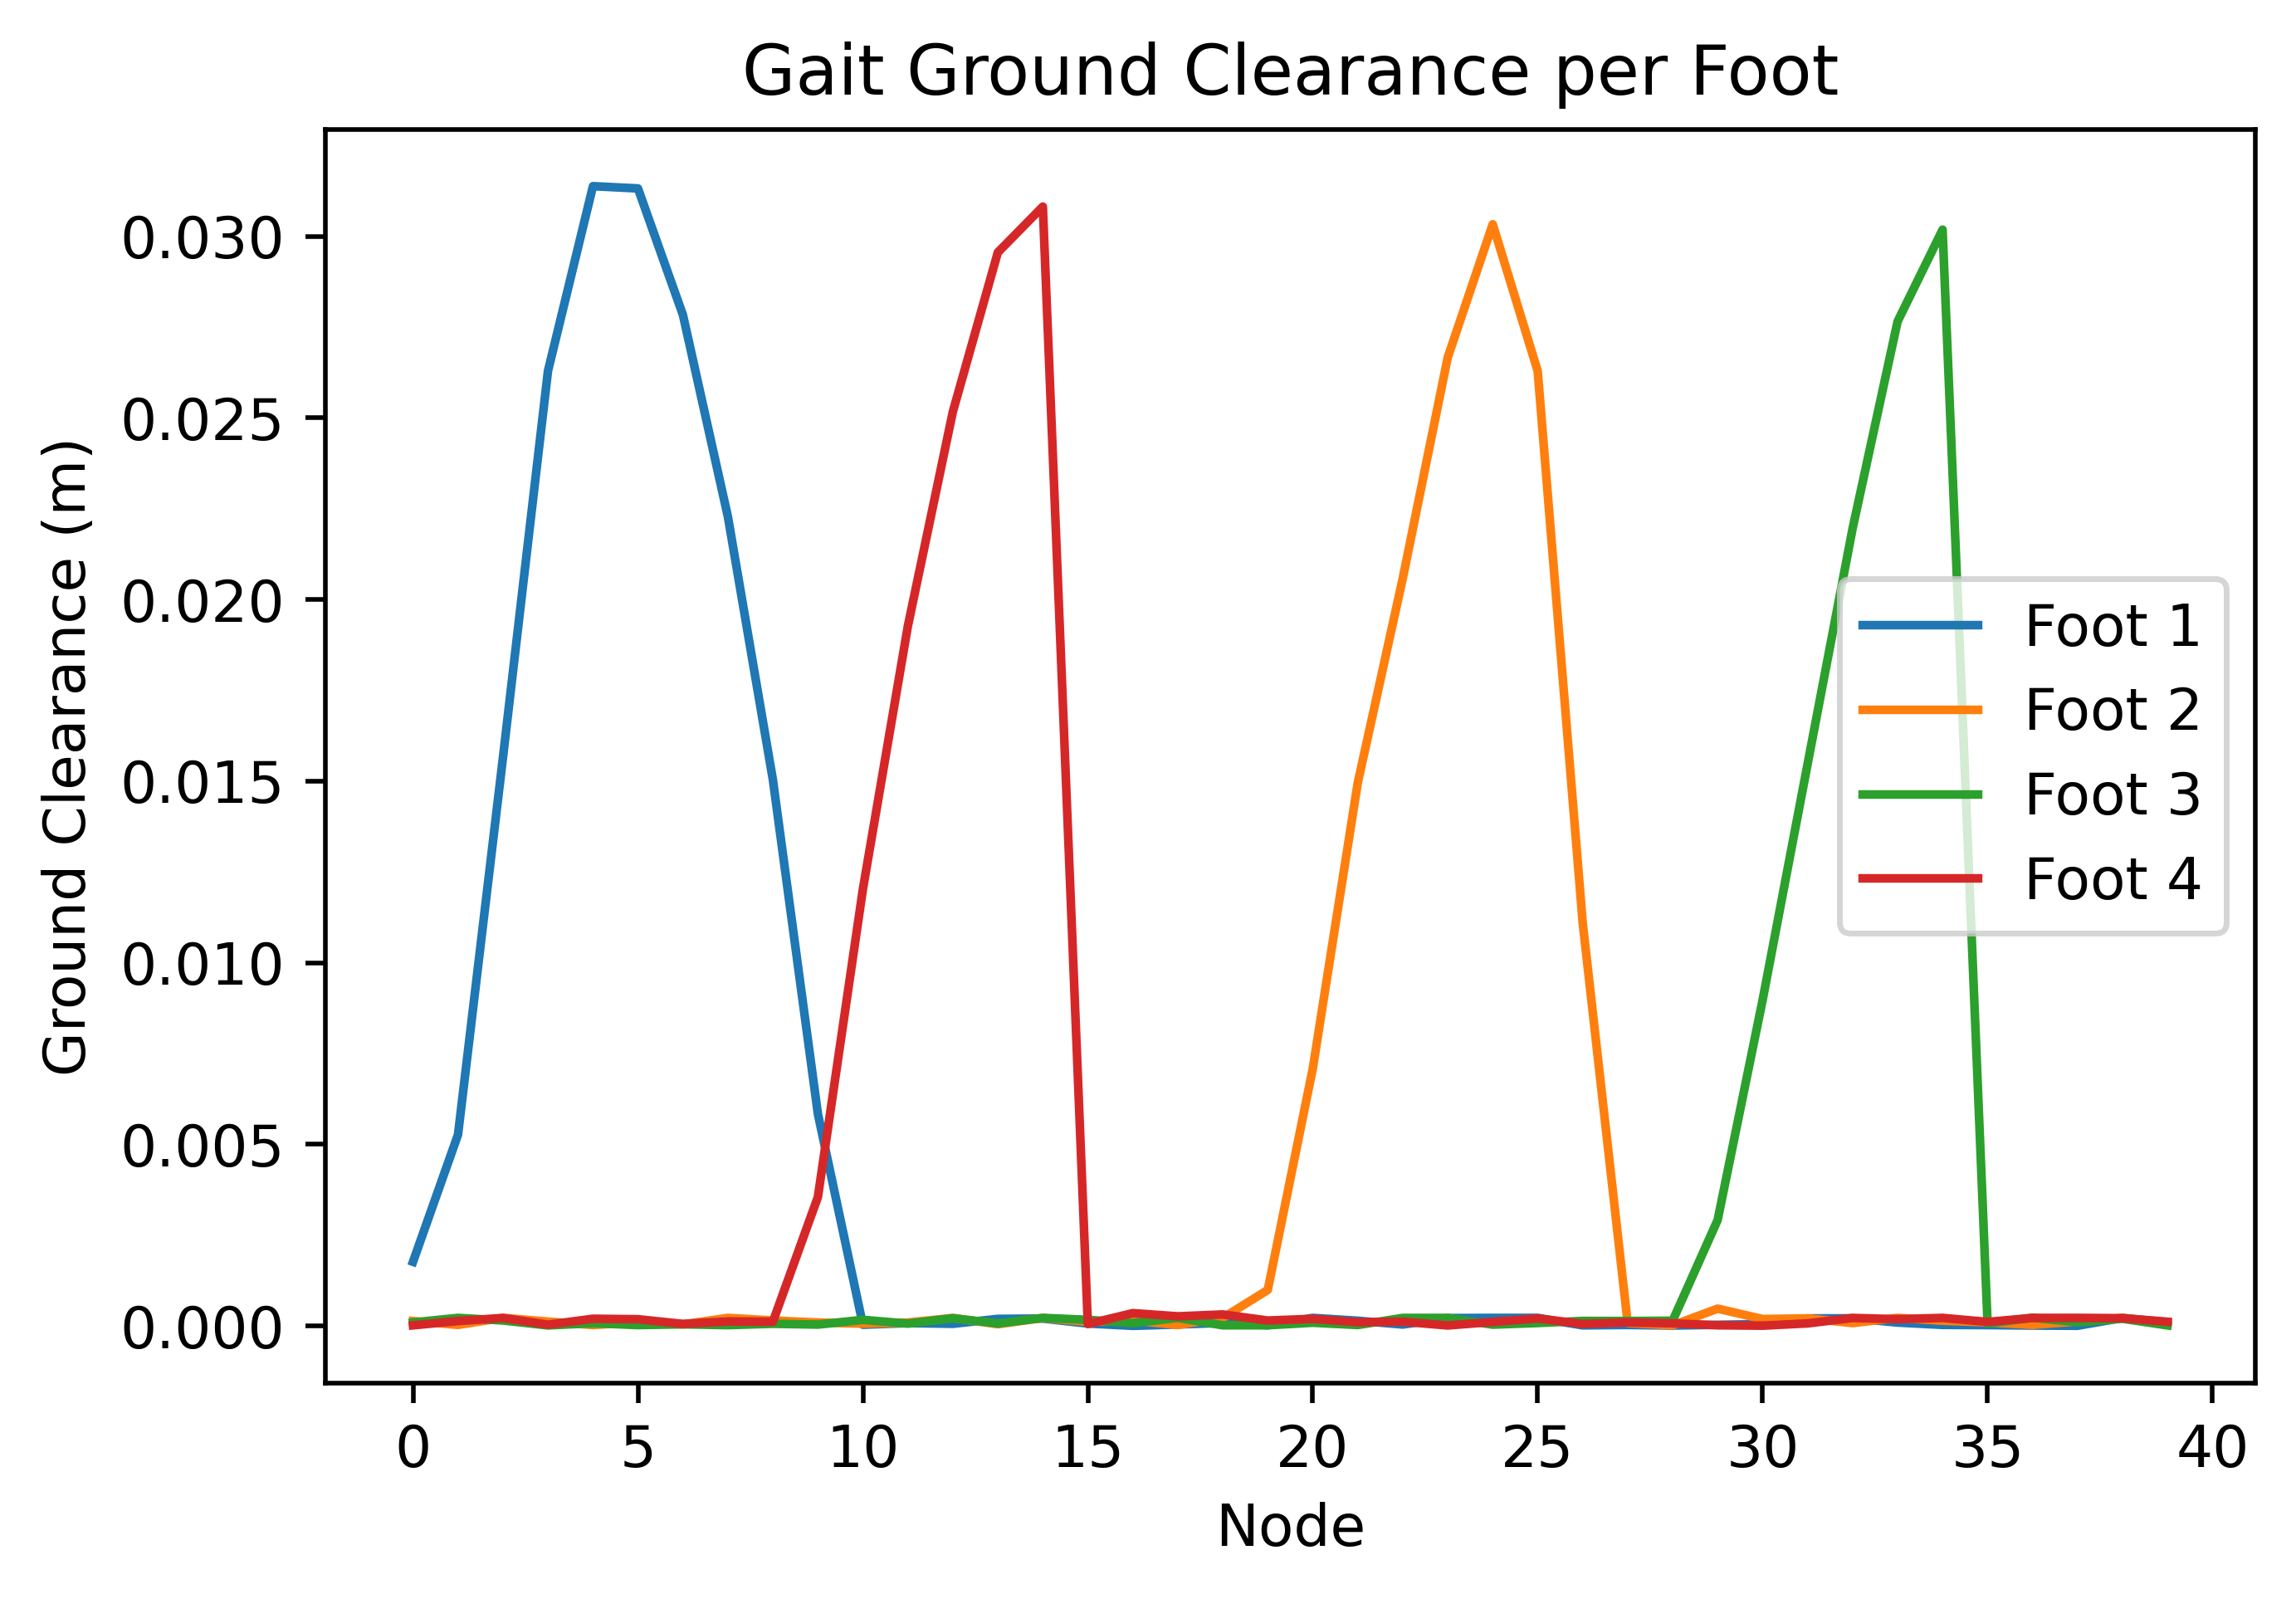 Gait Ground Clearance per Foot
Ground Clearance (m)
0.030
0.025
0.020
0.015
0.010
0.005
0.000
Foot 1
Foot 2
Foot 3
Foot 4
0 5 10 15 20 25 30 35 40
Node